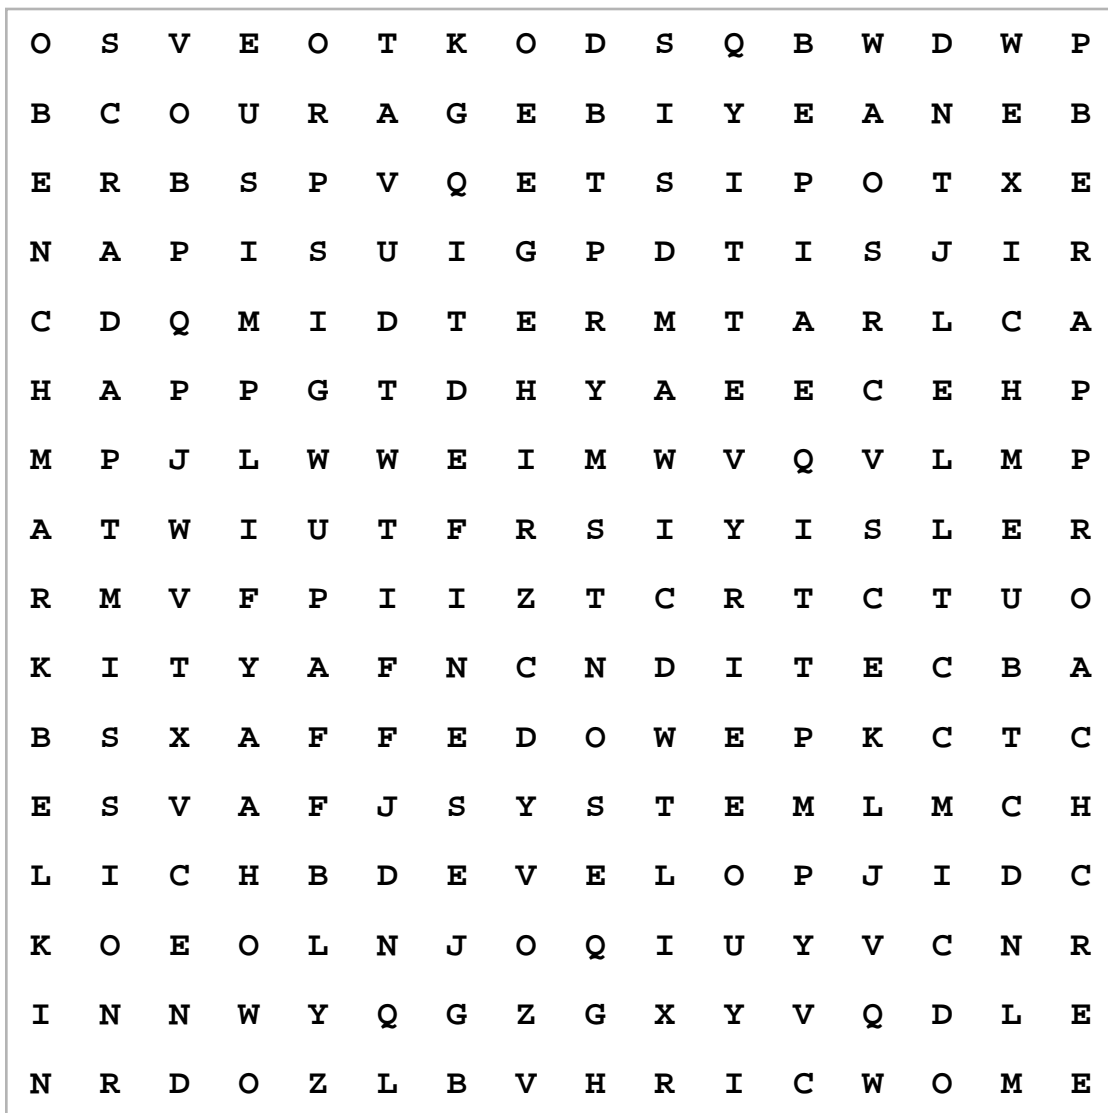 O S V E O T K O D S Q B W D W P
B C O U R A G E B I Y E A N E B
E R B S P V Q E T S I P O T X E
N A P I S U I G P D T I S J I R
C D Q M I D T E R M T A R L C A
H A P P G T D H Y A E E C E H P
M P J L W W E I M W V Q V L M P
A T W I U T F R S I Y I S L E R
R M V F P I I Z T C R T C T U O
K I T Y A F N C N D I T E C B A
B S X A F F E D O W E P K C T C
E S V A F J S Y S T E M L M C H
L I C H B D E V E L O P J I D C
K O E O L N J O Q I U Y V C N R
I N N W Y Q G Z G X Y V Q D L E
N R D O Z L B V H R I C W O M E